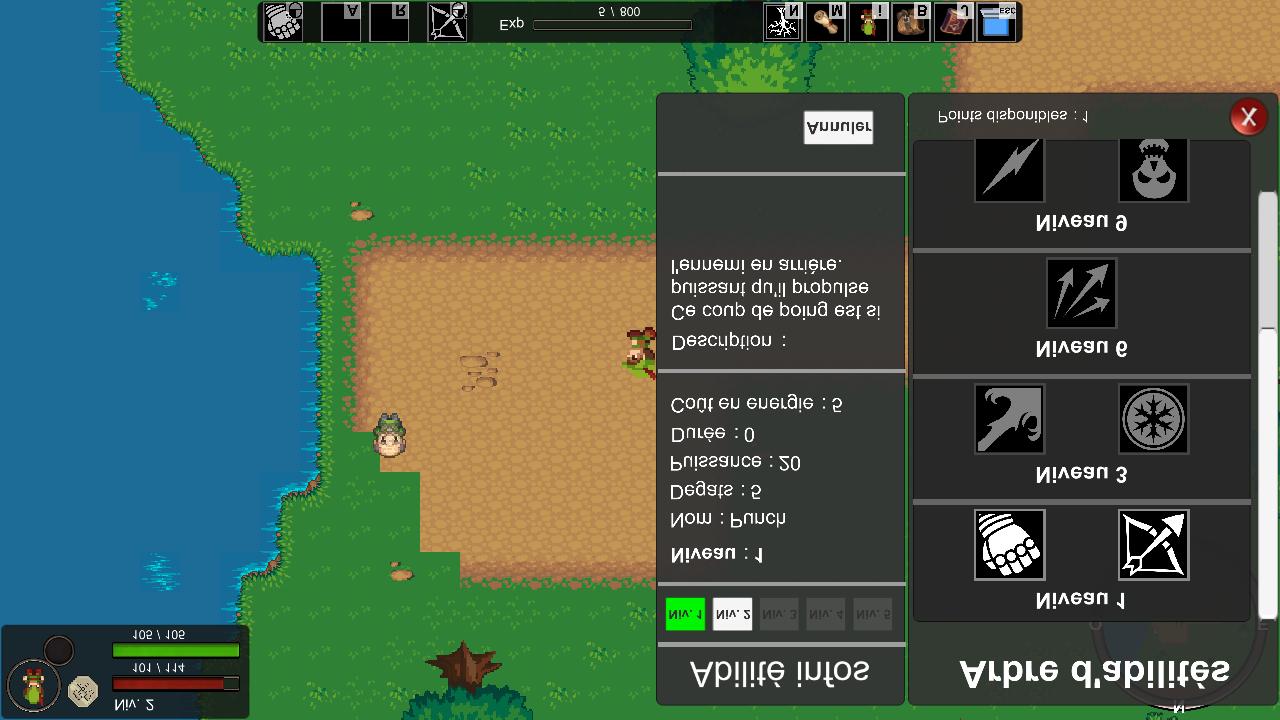 Arbre d'abilités
Niveau 1
Niveau 3
Niveau 6
Niveau 9
Points disponibles : 1
X
Abilité infos
Niv. 1 Niv. 2 Niv. 3 Niv. 4 Niv. 5
Niveau : 1
Nom : Punch
Degats : 5
Puissance : 20
Durée : 0
Coût en energie : 5
Description :
Ce coup de poing est si
puissant qu'il propulse
l'ennemi en arrière.
Annuler
Niv. 2
101 / 114
105 / 105
A R
Exp
5 / 800
N M I B J esc
N